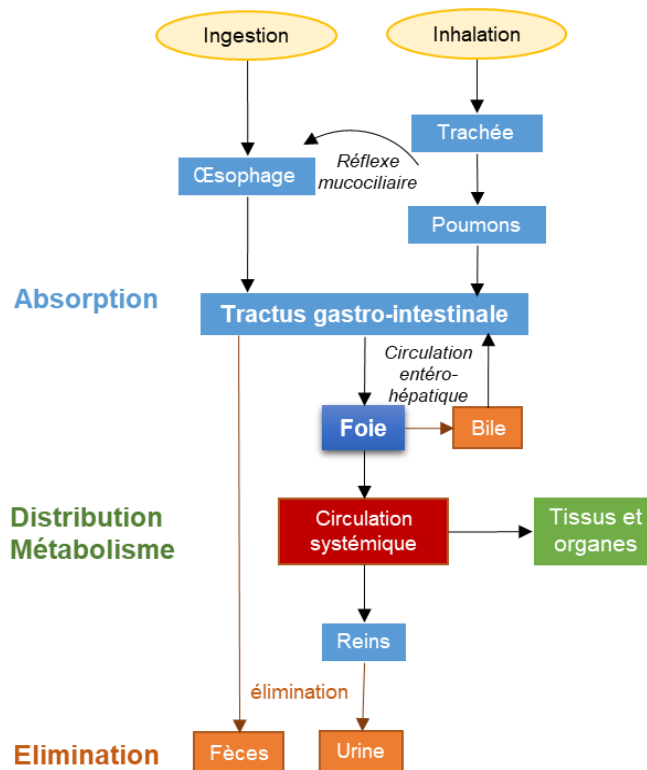 Ingestion
Inhalation
Trachée
Réflexe
mucociliaire
Œsophage
Poumons
Absorption
Tractus gastro-intestinale
Circulation
entéro-
hépatique
Foie
Bile
Distribution
Métabolisme
Circulation
systémique
Tissus et
organes
Reins
élimination
Elimination
Fèces
Urine